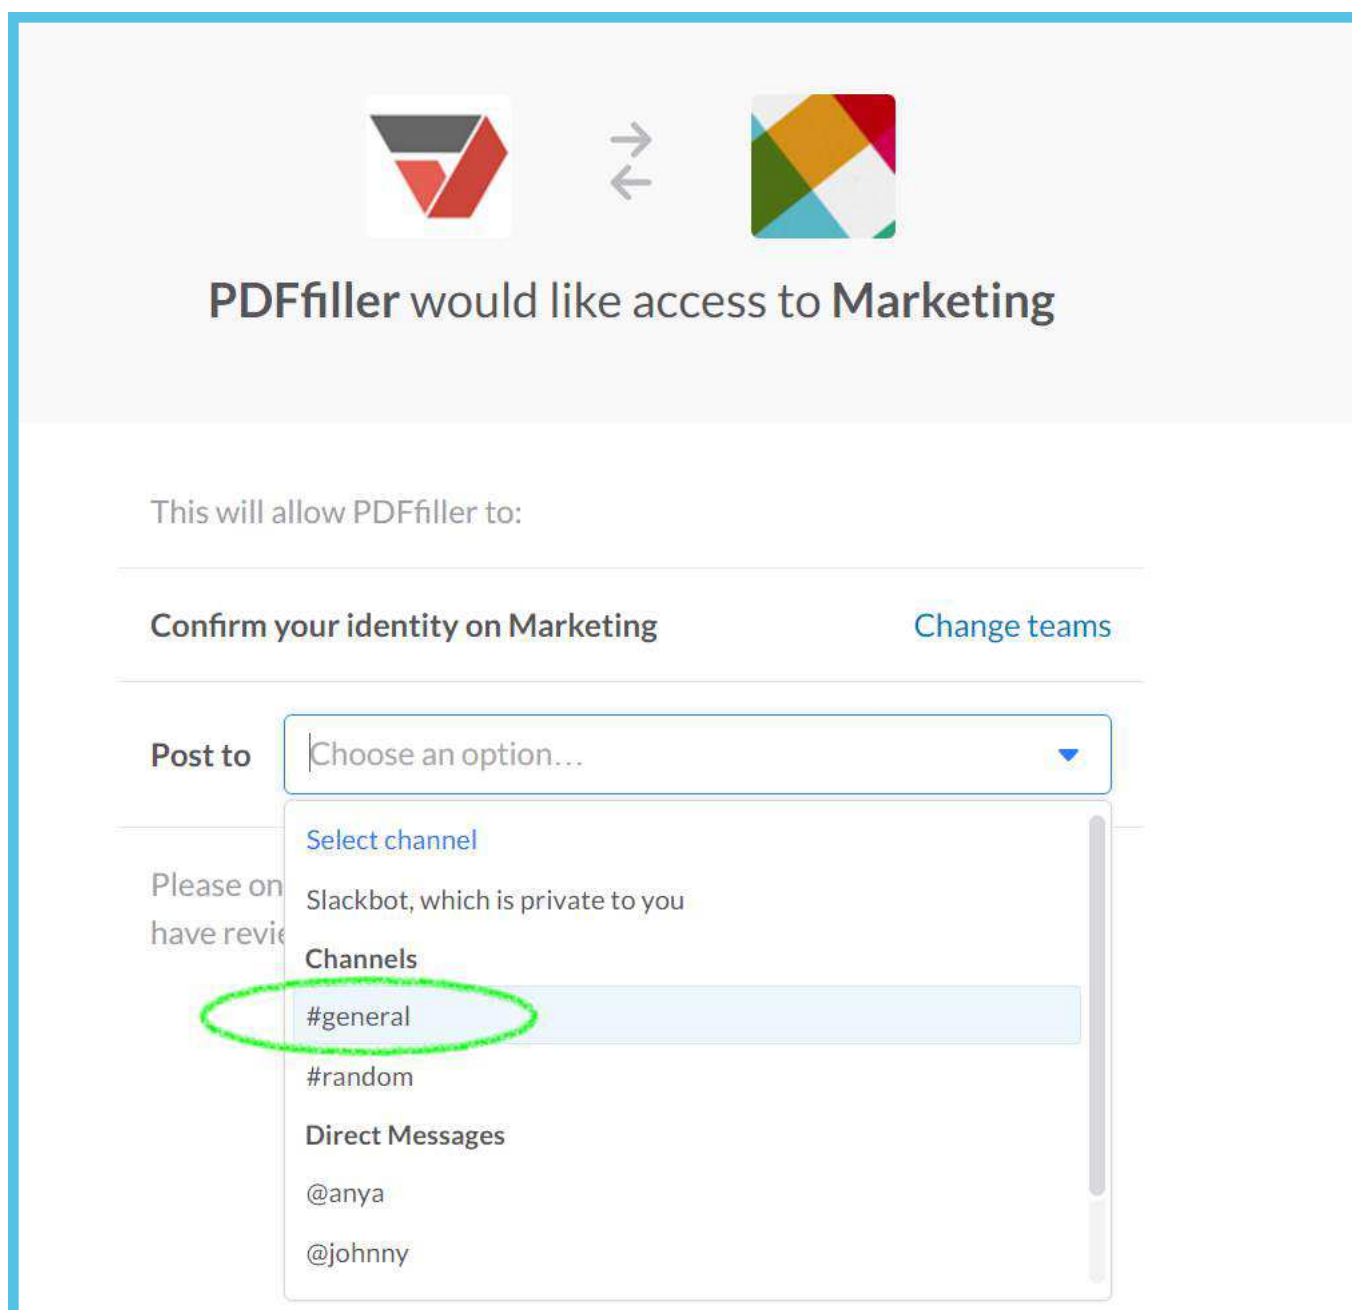 PDFfiller would like access to Marketing
This will allow PDFfiller to:
Confirm your identity on Marketing Change teams
Post to Choose an option...
Select channel
Please on
Slackbot, which is private to you
have revie
Channels
#general
#random
Direct Messages
@anya
@johnny